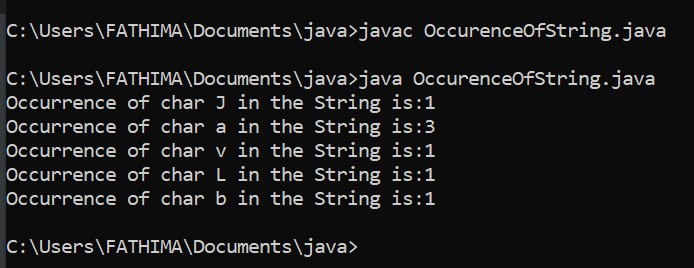 C:\Users\FATHIMA\Documents\java>javac OccurenceOfString.java
C:\Users\FATHIMA\Documents\java>java OccurenceOfString.java
Occurrence of char J in the String is:1
Occurrence of char a in the String is:3
Occurrence of char v in the String is:1
Occurrence of char L in the String is:1
Occurrence of char b in the String is:1
C:\Users\FATHIMA\Documents\java>